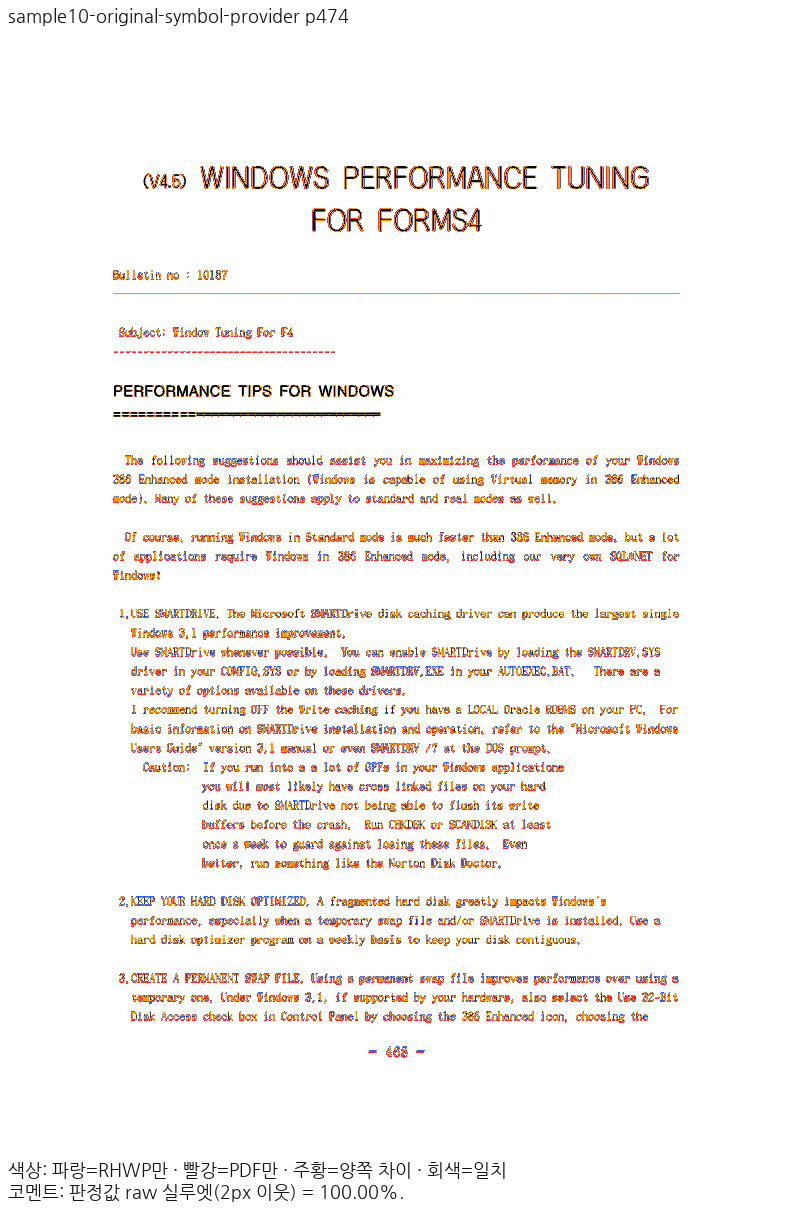 sample10-original-symbol-provider p474
(V4.5) WINDOWS PERFORMANCE TUNING
FOR FORMS4
Bulletin no : 10187
Subject: Window Tuning For F4
-------------------------------------
PERFORMANCE TIPS FOR WINDOWS
================================
The following suggestions should assist you in maximizing the performance of your Windows
386 Enhanced mode installation (Windows is capable of using Virtual memory in 386 Enhanced
mode). Many of these suggestions apply to standard and real modes as well.
Of course, running Windows in Standard mode is much faster than 386 Enhanced mode, but a lot
of applications require Windows in 386 Enhanced mode, including our very own SQL*NET for
Windows!
1.USE SMARTDRIVE. The Microsoft SMARTDrive disk caching driver can produce the largest single
Windows 3.1 performance improvement.
Use SMARTDrive whenever possible. You can enable SMARTDrive by loading the SMARTDRV.SYS
driver in your CONFIG.SYS or by loading SMARTDRV.EXE in your AUTOEXEC.BAT. There are a
variety of options available on these drivers.
I recommend turning OFF the Write caching if you have a LOCAL Oracle RDBMS on your PC. For
basic information on SMARTDrive installation and operation, refer to the "Microsoft Windows
Users Guide" version 3.1 manual or even SMARTDRV /? at the DOS prompt.
Caution: If you run into a a lot of GPFs in your Windows applications
you will most likely have cross linked files on your hard
disk due to SMARTDrive not being able to flush its write
buffers before the crash. Run CHKDSK or SCANDISK at least
once a week to guard against losing these files. Even
better, run something like the Norton Disk Doctor.
2.KEEP YOUR HARD DISK OPTIMIZED. A fragmented hard disk greatly impacts Windows's
performance, especially when a temporary swap file and/or SMARTDrive is installed. Use a
hard disk optimizer program on a weekly basis to keep your disk contiguous.
3.CREATE A PERMANENT SWAP FILE. Using a permanent swap file improves performance over using a
temporary one. Under Windows 3.1, if supported by your hardware, also select the Use 32-Bit
Disk Access check box in Control Panel by choosing the 386 Enhanced icon, choosing the
- 468 -
색상: 파랑=RHWP만 · 빨강=PDF만 · 주황=양쪽 차이 · 회색=일치
코멘트: 판정값 raw 실루엣(2px 이웃) = 100.00%.